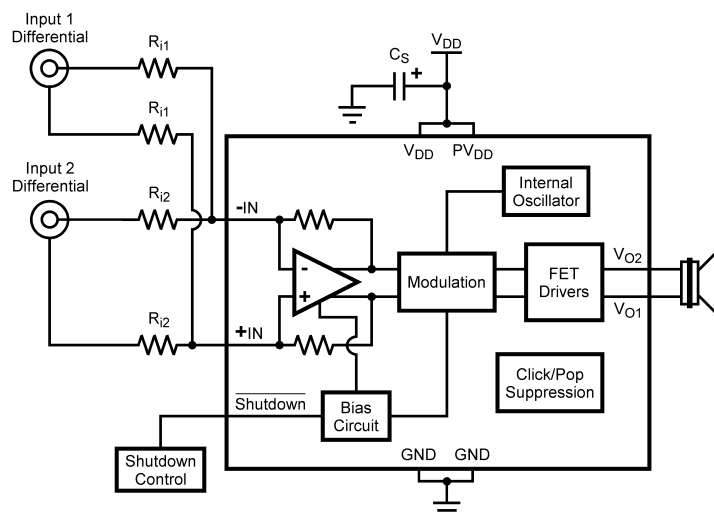 Input 1
Differential
Ri1
CS
+
VDD
Ri1
VDD
PVDD
Input 2
Differential
Internal
Oscillator
Ri2
-IN
-
+
Modulation
FET
Drivers
VO2
VO1
Ri2
+IN
Click/Pop
Suppression
Shutdown
Bias
Circuit
Shutdown
Control
GND
GND